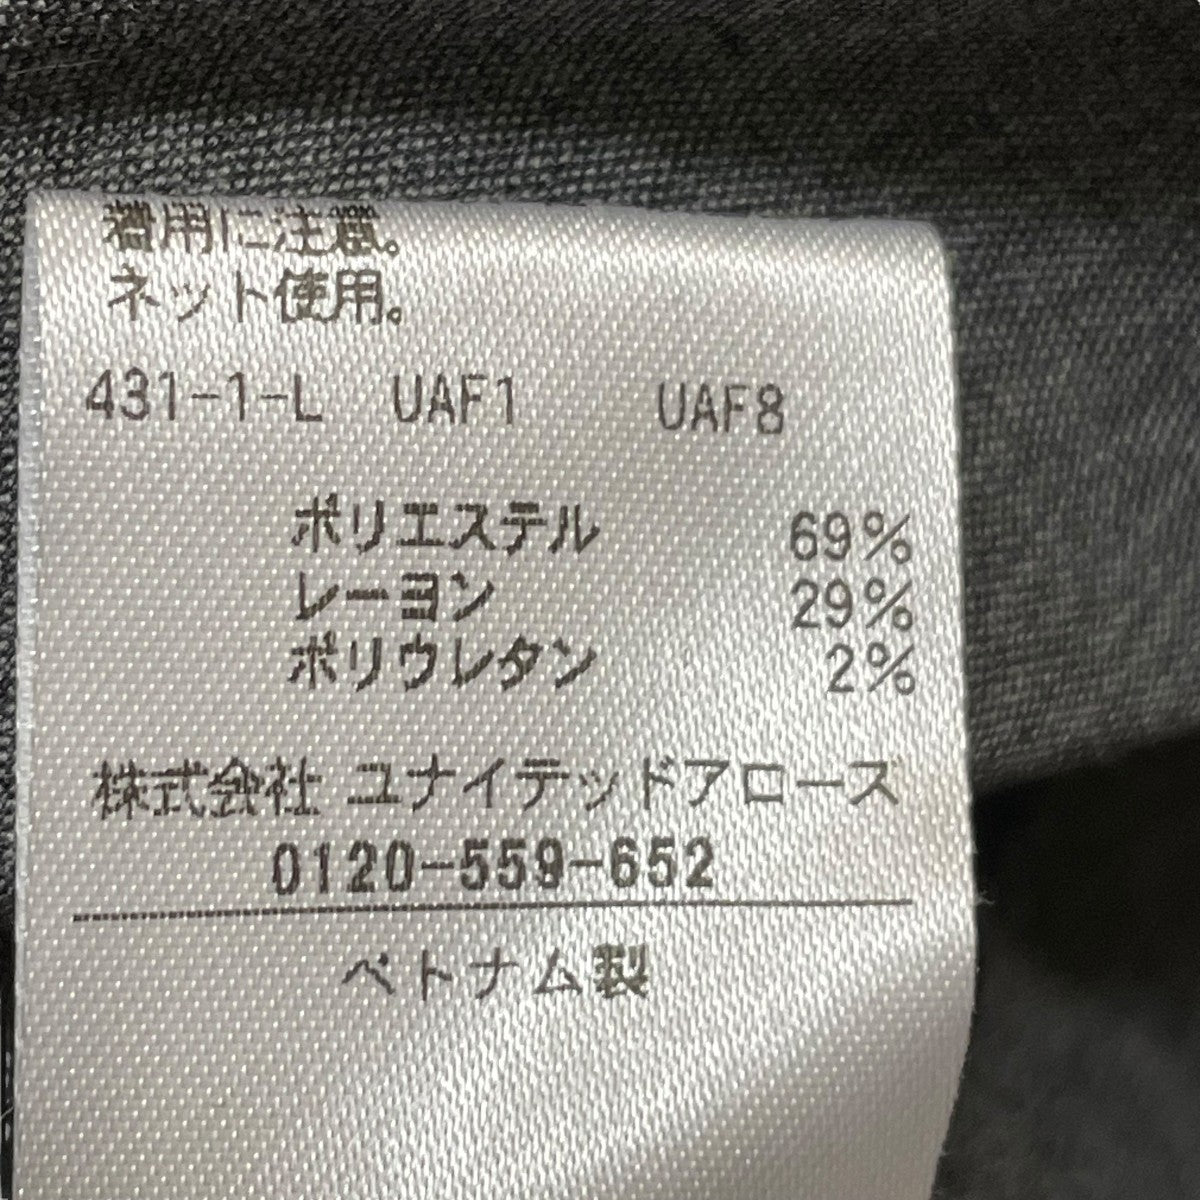 着用に注意。
ネット使用。
431-1-L UAF1 UAF8
ポリエステル 69%
レーヨン 29%
ポリウレタン 2%
株式会社 ユナイテッドアローズ
0120-559-652
ベトナム製